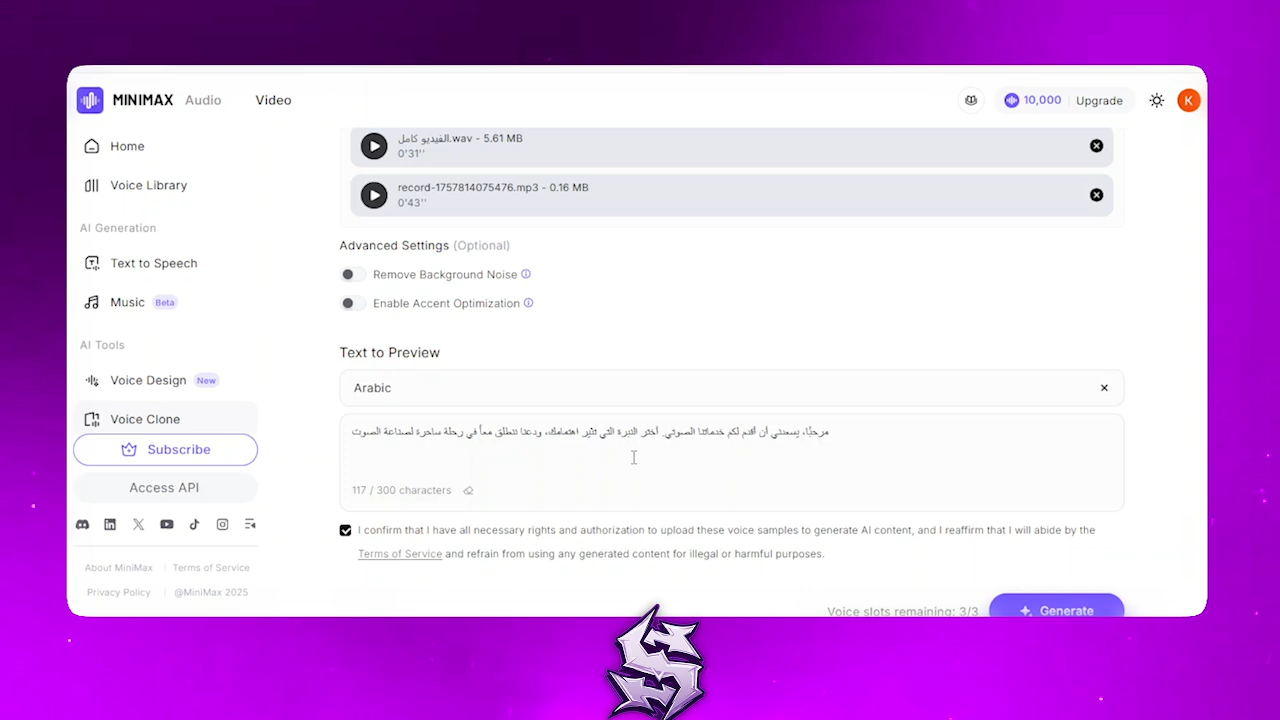 MINIMAX Audio Video 10,000 Upgrade K
Home
Voice Library
AI Generation
Text to Speech
Music Beta
AI Tools
Voice Design New
Voice Clone
Subscribe
Access API
About MiniMax Terms of Service
Privacy Policy @MiniMax 2025
الفيديو كامل.wav - 5.61 MB
0'31''
record-1757814075476.mp3 - 0.16 MB
0'43''
Advanced Settings (Optional)
Remove Background Noise
Enable Accent Optimization
Text to Preview
Arabic
مرحبًا، يسعدني أن أقدم لكم خدماتنا الصوتي. أختر النبرة التي تثير اهتمامك، ودعنا ننطلق معاً في رحلة ساحرة لصناعة الصوت
117 / 300 characters
I confirm that I have all necessary rights and authorization to upload these voice samples to generate AI content, and I reaffirm that I will abide by the
Terms of Service and refrain from using any generated content for illegal or harmful purposes.
Voice slots remaining: 3/3 Generate